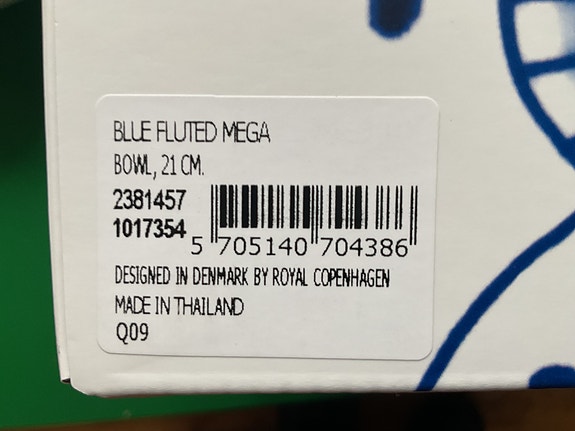 BLUE FLUTED MEGA
BOWL, 21 CM.
2381457
1017354
5 705140 704386
DESIGNED IN DENMARK BY ROYAL COPENHAGEN
MADE IN THAILAND
Q09